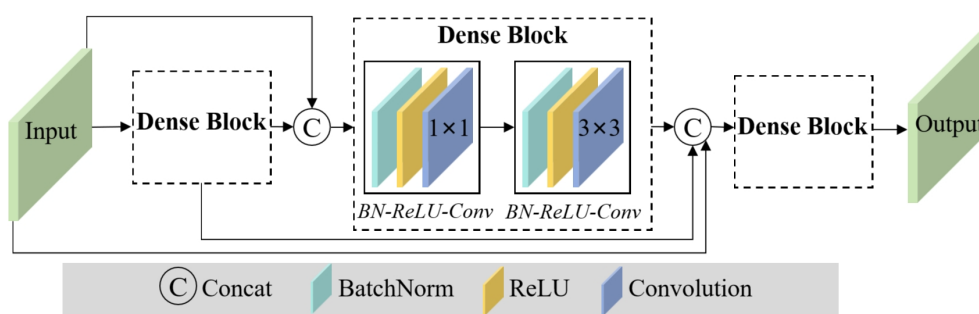 Input
Dense Block
C
Dense Block
1×1
BN-ReLU-Conv
3×3
BN-ReLU-Conv
C
Dense Block
Output
C Concat
BatchNorm
ReLU
Convolution